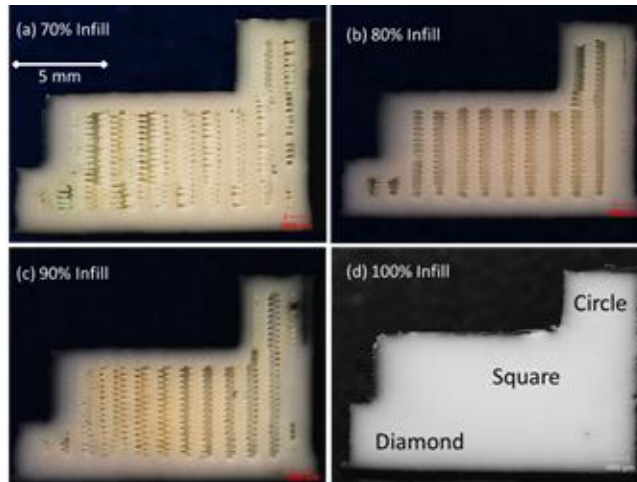 (a) 70% Infill
5 mm
(b) 80% Infill
(c) 90% Infill
(d) 100% Infill
Circle
Square
Diamond